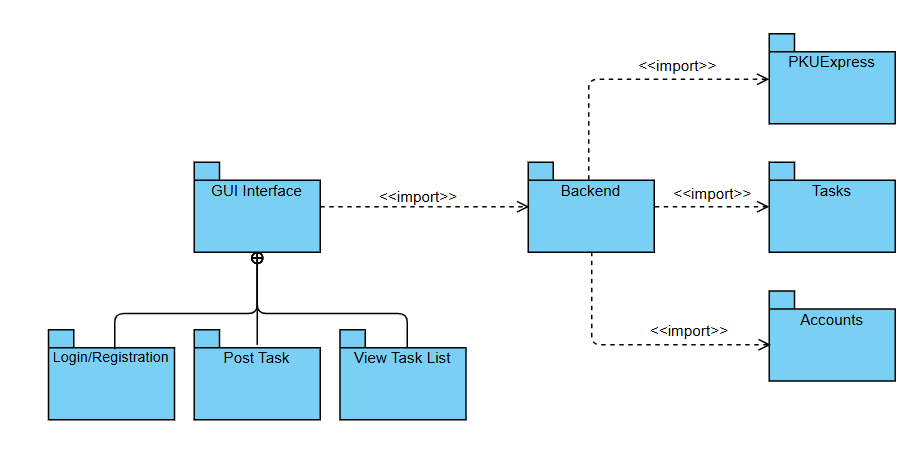 <<import>>
PKUExpress
GUI Interface
<<import>>
Backend
<<import>>
Tasks
<<import>>
Accounts
Login/Registration
Post Task
View Task List